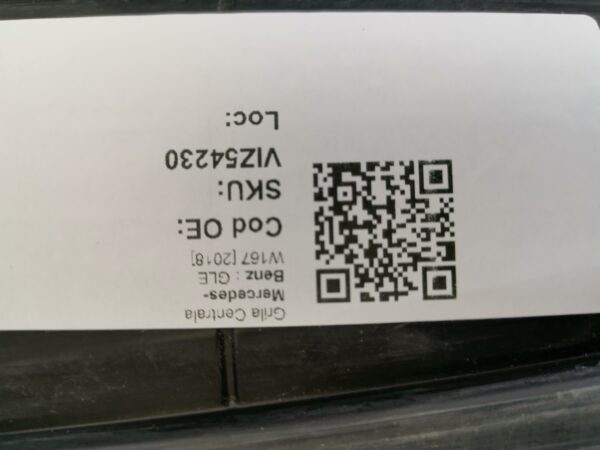 Grila Centrala
Mercedes-
Benz : GLE
W167 [2018]
Cod OE:
SKU:
VIZ54230
Loc: